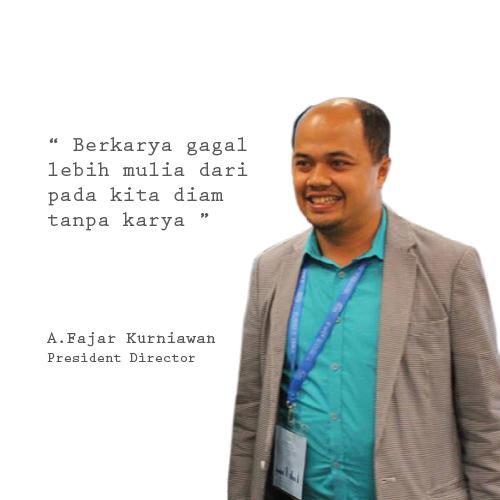 “ Berkarya gagal
lebih mulia dari
pada kita diam
tanpa karya ”
A.Fajar Kurniawan
President Director